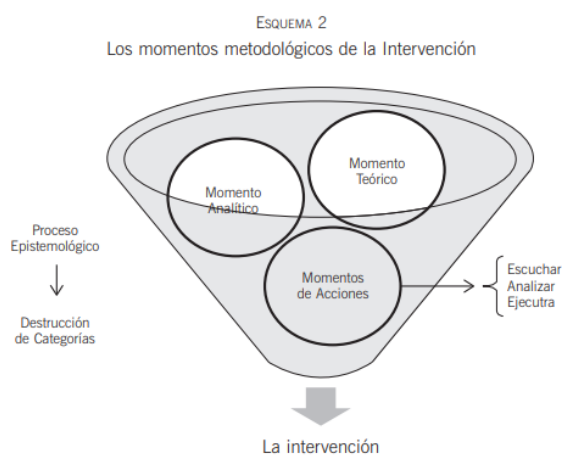 ESQUEMA 2
Los momentos metodológicos de la Intervención
Momento
Teórico
Momento
Analítico
Proceso
Epistemológico
Momentos
de Acciones
Escuchar
Analizar
Ejecutra
Destrucción
de Categorías
La intervención